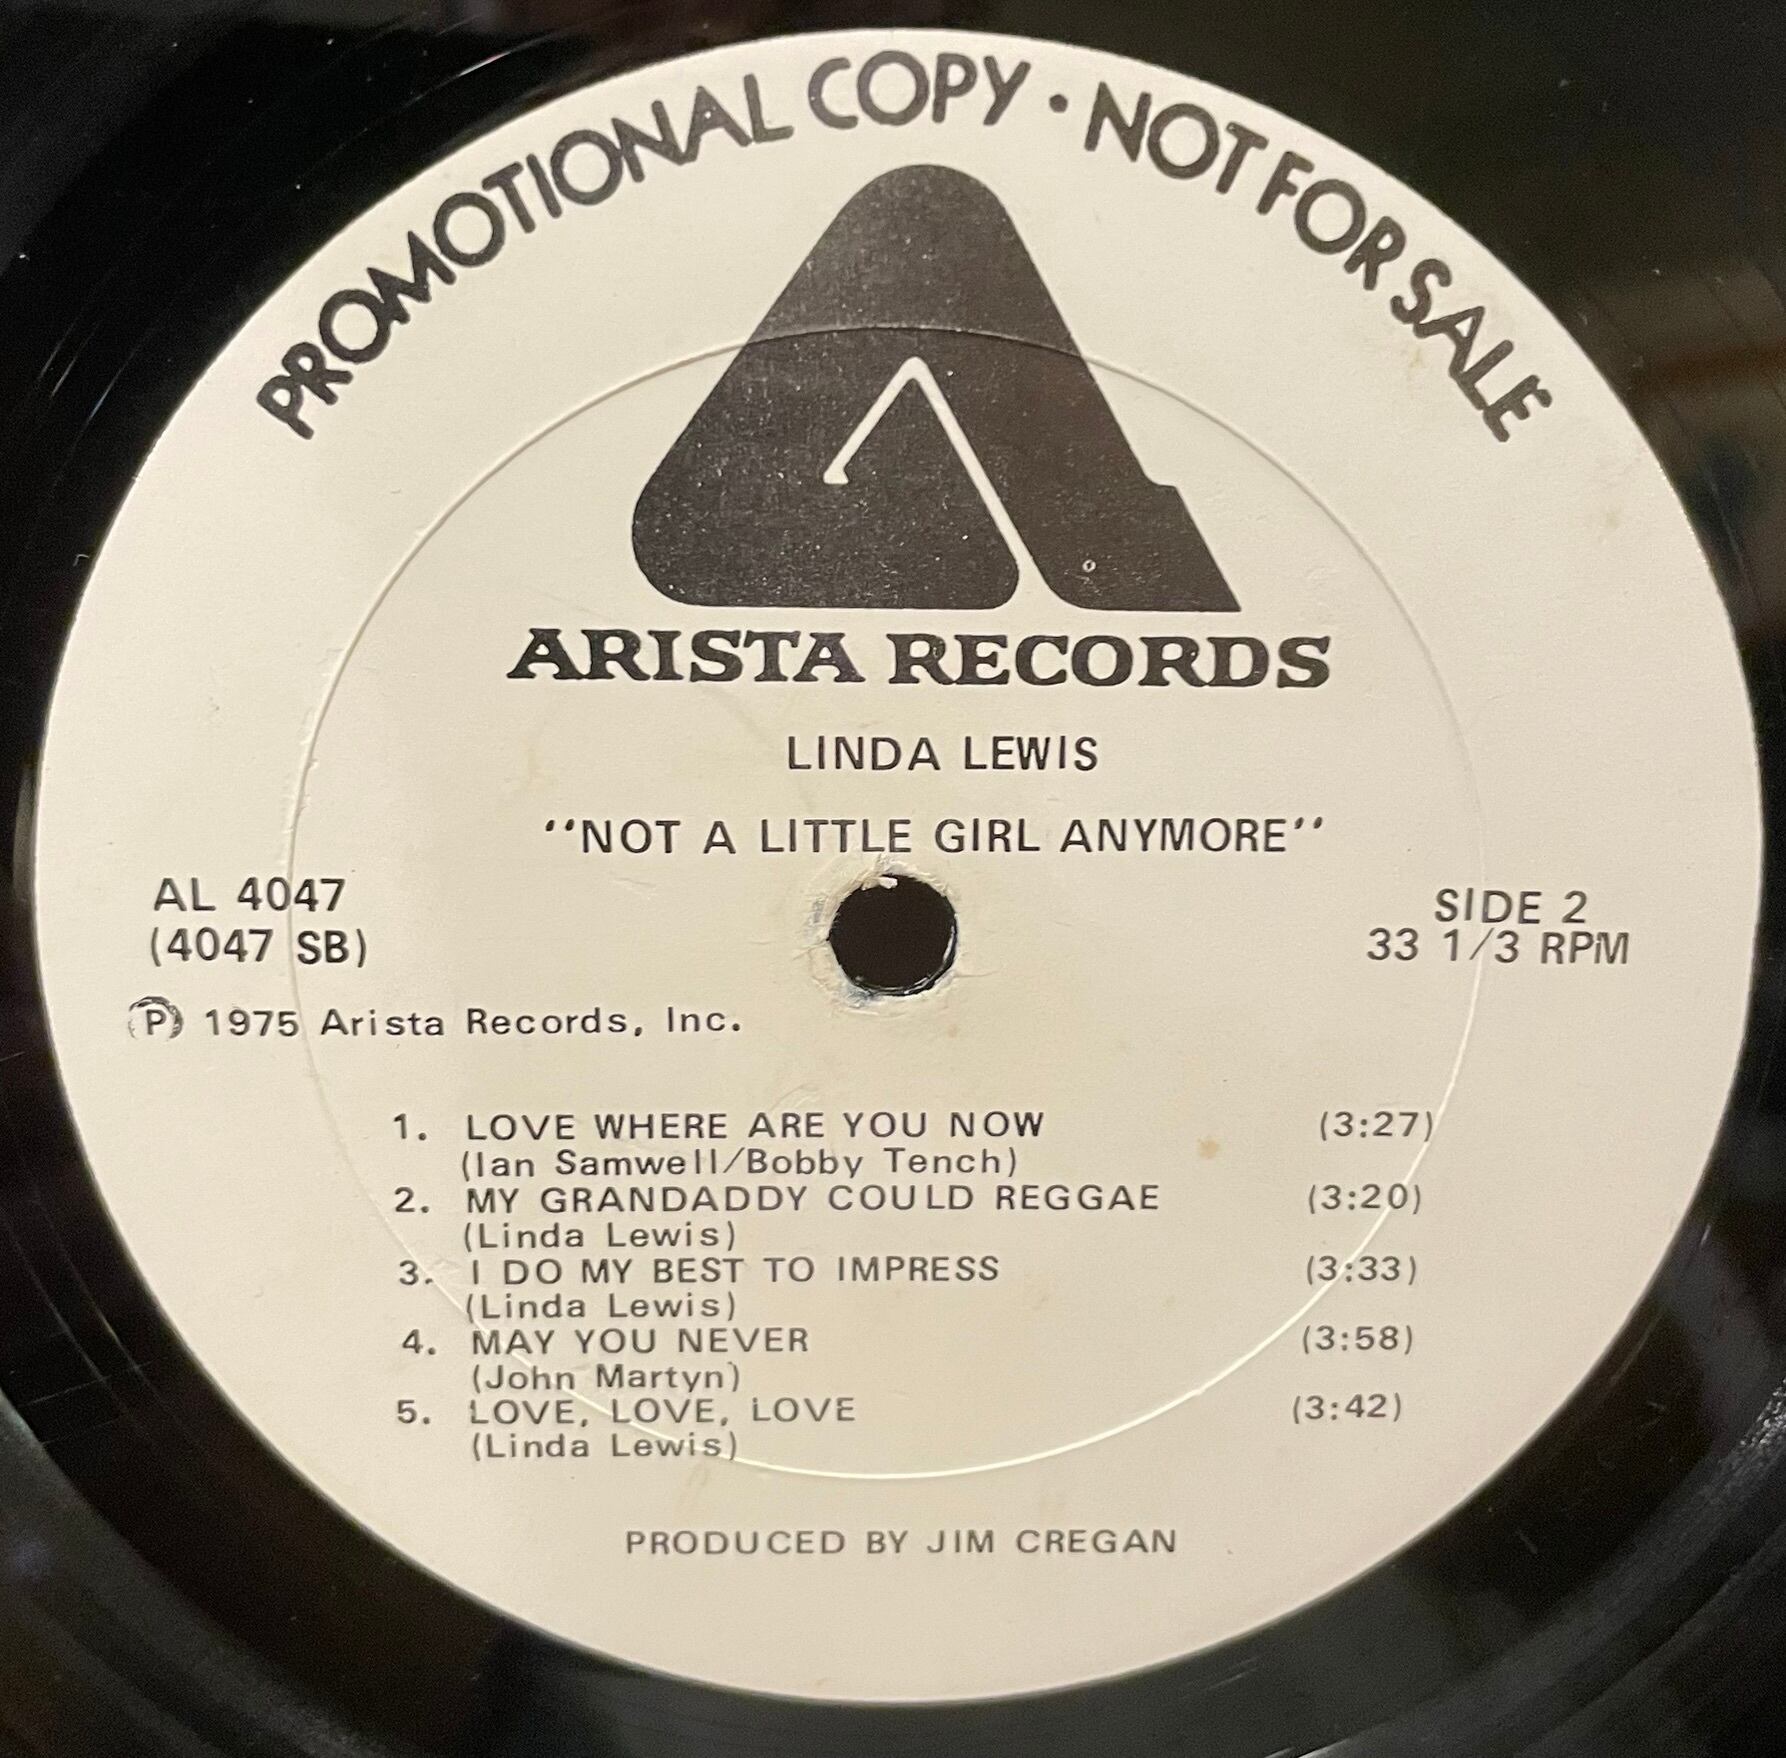 PROMOTIONAL COPY · NOT FOR SALE
ARISTA RECORDS
LINDA LEWIS
"NOT A LITTLE GIRL ANYMORE"
AL 4047
(4047 SB)
SIDE 2
33 1/3 RPM
Ⓟ 1975 Arista Records, Inc.
1. LOVE WHERE ARE YOU NOW (3:27)
(Ian Samwell/Bobby Tench)
2. MY GRANDADDY COULD REGGAE (3:20)
(Linda Lewis)
3. I DO MY BEST TO IMPRESS (3:33)
(Linda Lewis)
4. MAY YOU NEVER (3:58)
(John Martyn)
5. LOVE, LOVE, LOVE (3:42)
(Linda Lewis)
PRODUCED BY JIM CREGAN